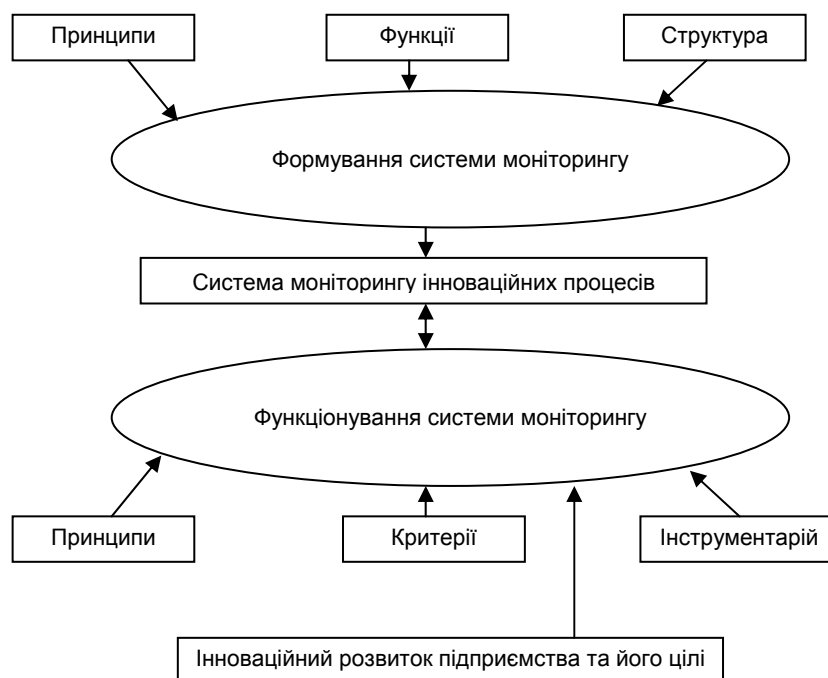 Принципи
Функції
Структура
Формування системи моніторингу
Система моніторингу інноваційних процесів
Функціонування системи моніторингу
Принципи
Критерії
Інструментарій
Інноваційний розвиток підприємства та його цілі